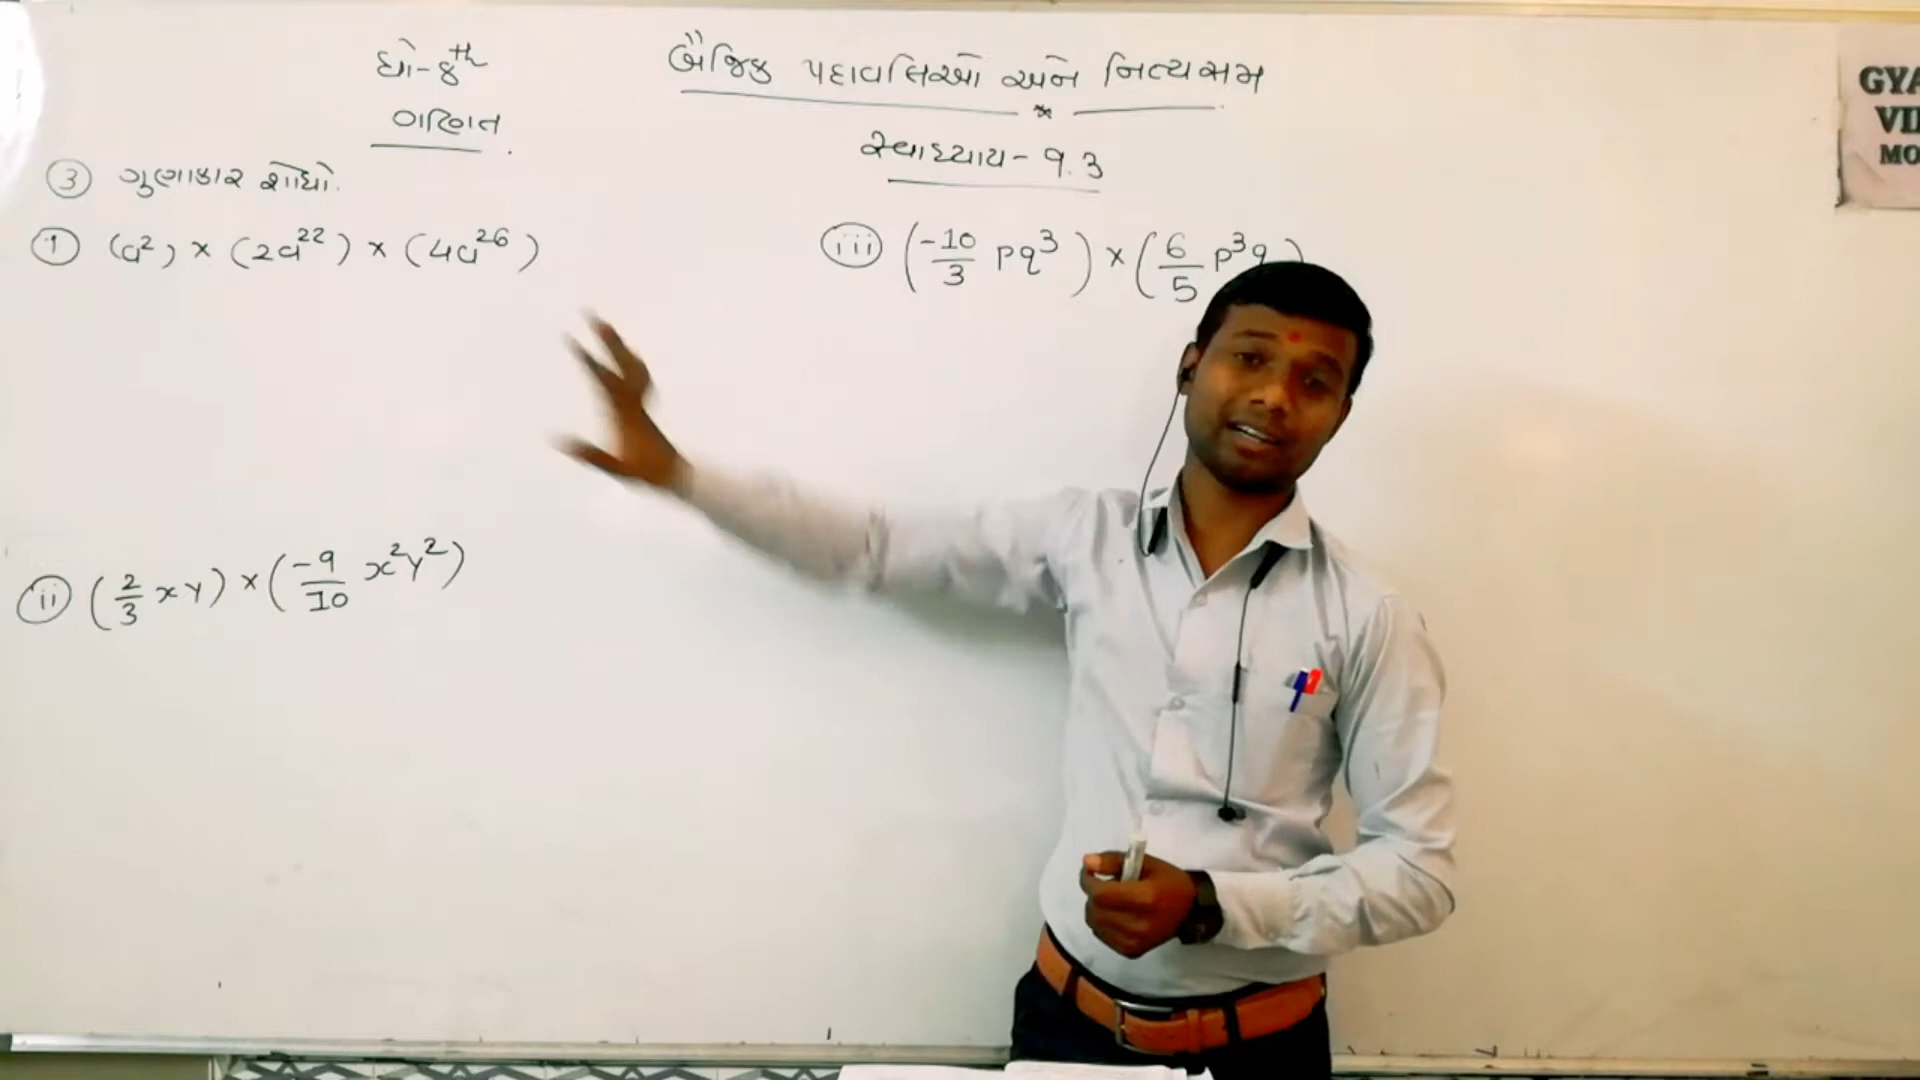 ધો-૪th
ગણિત
બૈજિક પદાવલિઓ અને નિત્યસમ
સ્વાધ્યાય - 9.3
③ ગુણાકાર શોધો.
ⓘ (a²) × (2a²²) × (4a²⁶)
ⓘⓘ (2/3 xy) × (-9/10 x²y²)
iii (-10/3 pq³) × (6/5 p³q)
GYA
VI
MO